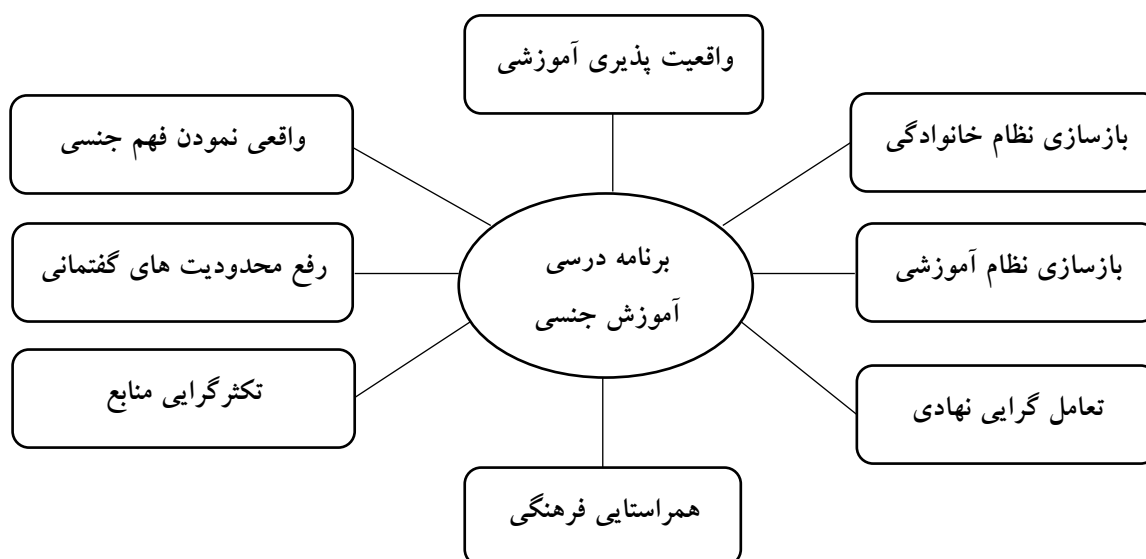 واقعیت پذیری آموزشی
بازسازی نظام خانوادگی
واقعی نمودن فهم جنسی
بازسازی نظام آموزشی
برنامه درسی
آموزش جنسی
رفع محدودیت های گفتمانی
تعامل گرایی نهادی
تکثرگرایی منابع
همراستایی فرهنگی